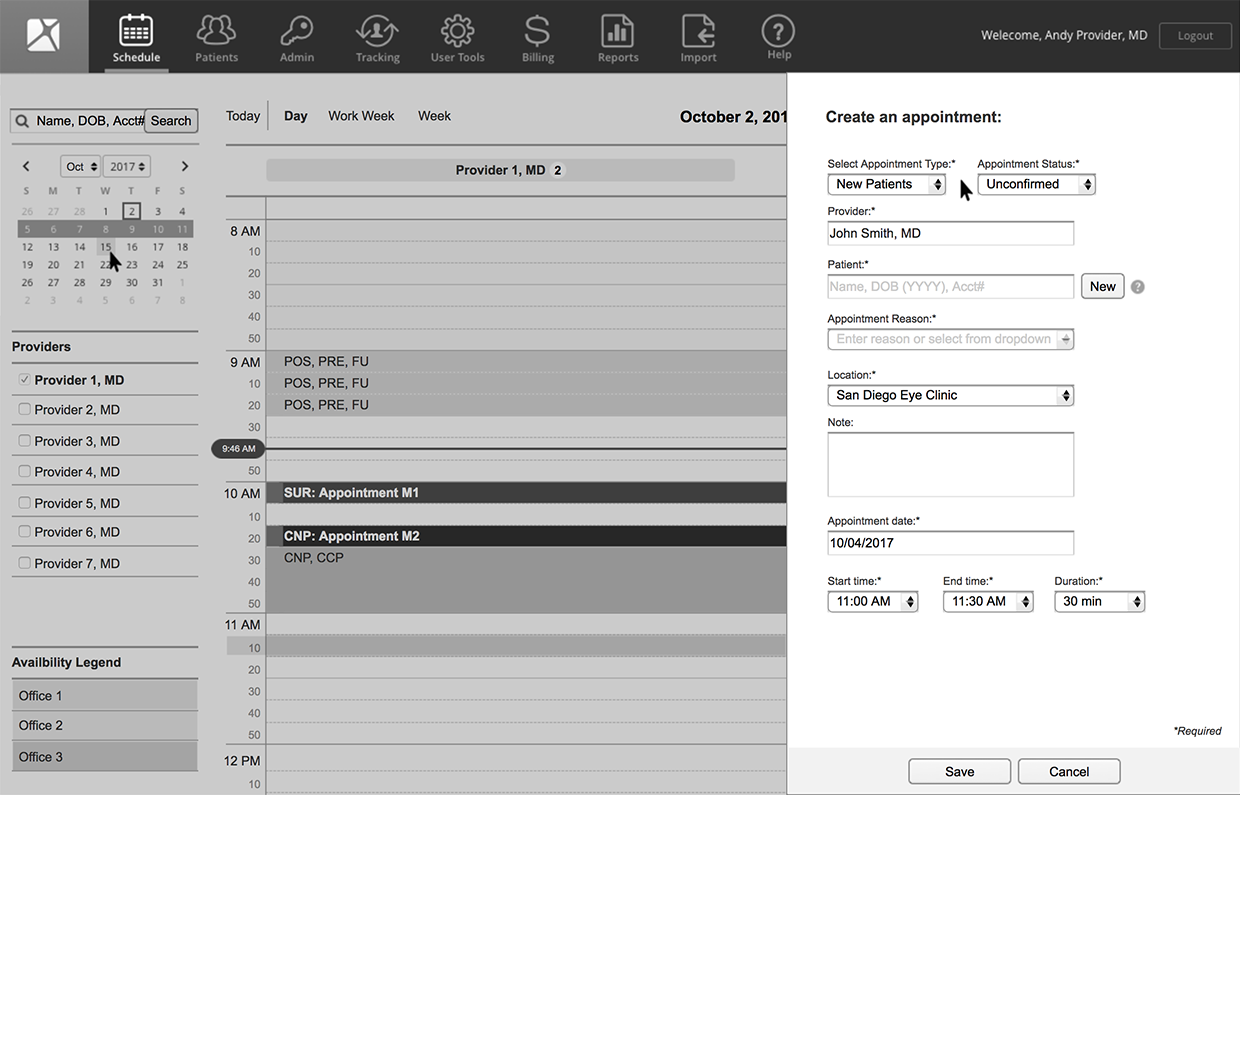 Schedule
Patients
Admin
Tracking
User Tools
Billing
Reports
Import
Help
Welecome, Andy Provider, MD
Logout
Name, DOB, Acct#
Search
Oct
2017
S M T W T F S
26 27 28 1 2 3 4
5 6 7 8 9 10 11
12 13 14 15 16 17 18
19 20 21 22 23 24 25
26 27 28 29 30 31 1
2 3 4 5 6 7 8
Providers
Provider 1, MD
Provider 2, MD
Provider 3, MD
Provider 4, MD
Provider 5, MD
Provider 6, MD
Provider 7, MD
Availbility Legend
Office 1
Office 2
Office 3
Today
Day
Work Week
Week
October 2, 201
Provider 1, MD 2
8 AM
10
20
30
40
50
9 AM POS, PRE, FU
10 POS, PRE, FU
20 POS, PRE, FU
30
9:46 AM
50
10 AM SUR: Appointment M1
10
20 CNP: Appointment M2
30 CNP, CCP
40
50
11 AM
10
20
30
40
50
12 PM
10
Create an appointment:
Select Appointment Type:*
New Patients
Appointment Status:*
Unconfirmed
Provider:*
John Smith, MD
Patient:*
Name, DOB (YYYY), Acct#
New
?
Appointment Reason:*
Enter reason or select from dropdown
Location:*
San Diego Eye Clinic
Note:
Appointment date:*
10/04/2017
Start time:*
11:00 AM
End time:*
11:30 AM
Duration:*
30 min
*Required
Save
Cancel